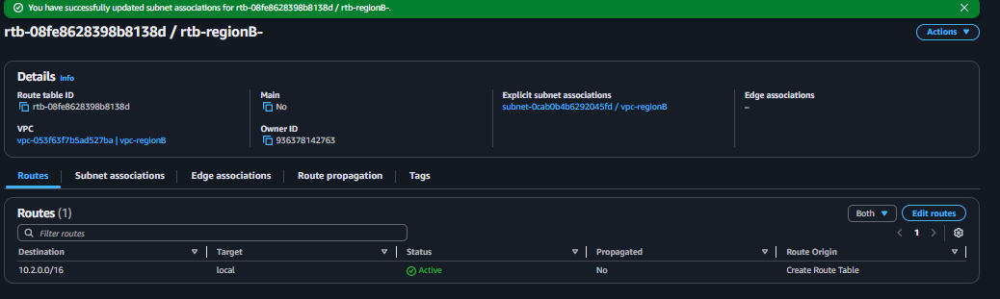 You have successfully updated subnet associations for rtb-08fe8628398b8138d / rtb-regionB-.
rtb-08fe8628398b8138d / rtb-regionB-
Actions
Details Info
Route table ID
rtb-08fe8628398b8138d
Main
No
Explicit subnet associations
subnet-0cab0b4b6292045fd / vpc-regionB
Edge associations
–
VPC
vpc-053f63f7b5ad527ba | vpc-regionB
Owner ID
936378142763
Routes Subnet associations Edge associations Route propagation Tags
Routes (1)
Both
Edit routes
Filter routes
1
Destination Target Status Propagated Route Origin
10.2.0.0/16 local Active No Create Route Table